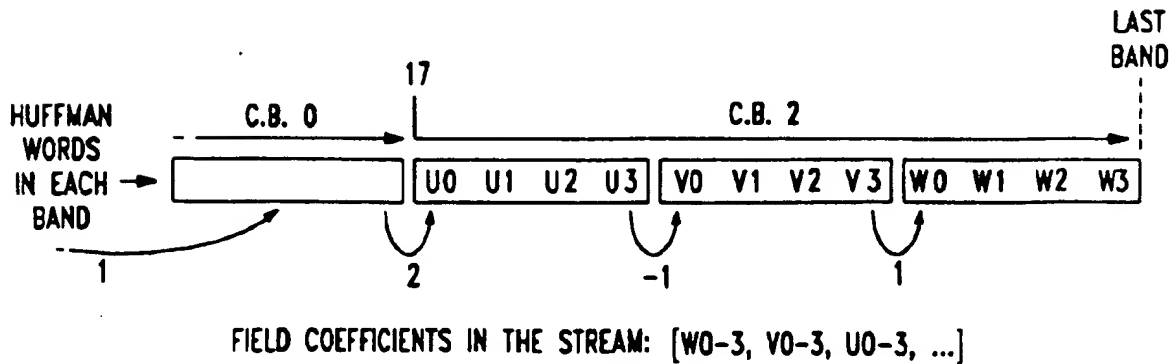 LAST
BAND
17
C.B. 0
C.B. 2
HUFFMAN
WORDS
IN EACH
BAND
U0 U1 U2 U3 V0 V1 V2 V3 W0 W1 W2 W3
1 2 -1 1
FIELD COEFFICIENTS IN THE STREAM: [W0-3, V0-3, U0-3, ...]